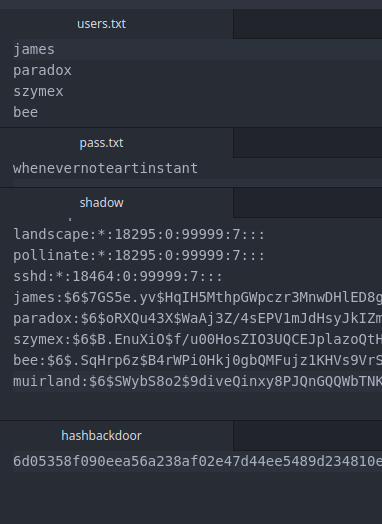 users.txt
james
paradox
szymex
bee
pass.txt
whenevernoteartinstant
shadow
landscape:*:18295:0:99999:7:::
pollinate:*:18295:0:99999:7:::
sshd:*:18464:0:99999:7:::
james:$6$7GS5e.yv$HqIH5MthpGWpczr3MnwDHlED8g
paradox:$6$oRXQu43X$WaAj3Z/4sEPV1mJdHsyJkIZm
szymex:$6$B.EnuXiO$f/u00HosZIO3UQCEJplazoQtH
bee:$6$.SqHrp6z$B4rWPi0Hkj0gbQMFujz1KHVs9VrS
muirland:$6$SWybS8o2$9diveQinxy8PJQnGQQWbTNK
hashbackdoor
6d05358f090eea56a238af02e47d44ee5489d234810e